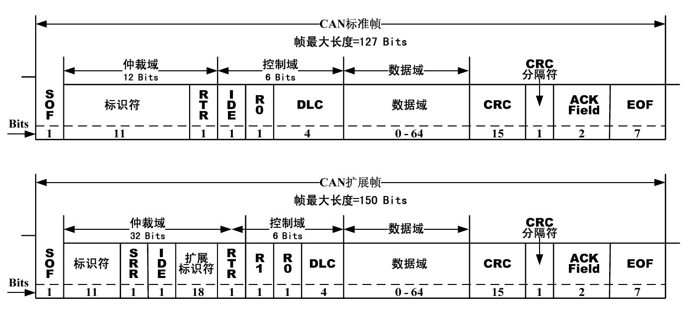 CAN标准帧
帧最大长度=127 Bits
仲裁域
12 Bits
控制域
6 Bits
数据域
CRC
分隔符
SOF
标识符
RTR
IDE
R0
DLC
数据域
CRC
ACK
Field
EOF
Bits
1 11 1 1 1 4 0-64 15 1 2 7
CAN扩展帧
帧最大长度=150 Bits
仲裁域
32 Bits
控制域
6 Bits
数据域
CRC
分隔符
SOF
标识符
SRR
IDE
扩展
标识符
RTR
R1
R0
DLC
数据域
CRC
ACK
Field
EOF
Bits
1 11 1 1 18 1 1 1 4 0-64 15 1 2 7